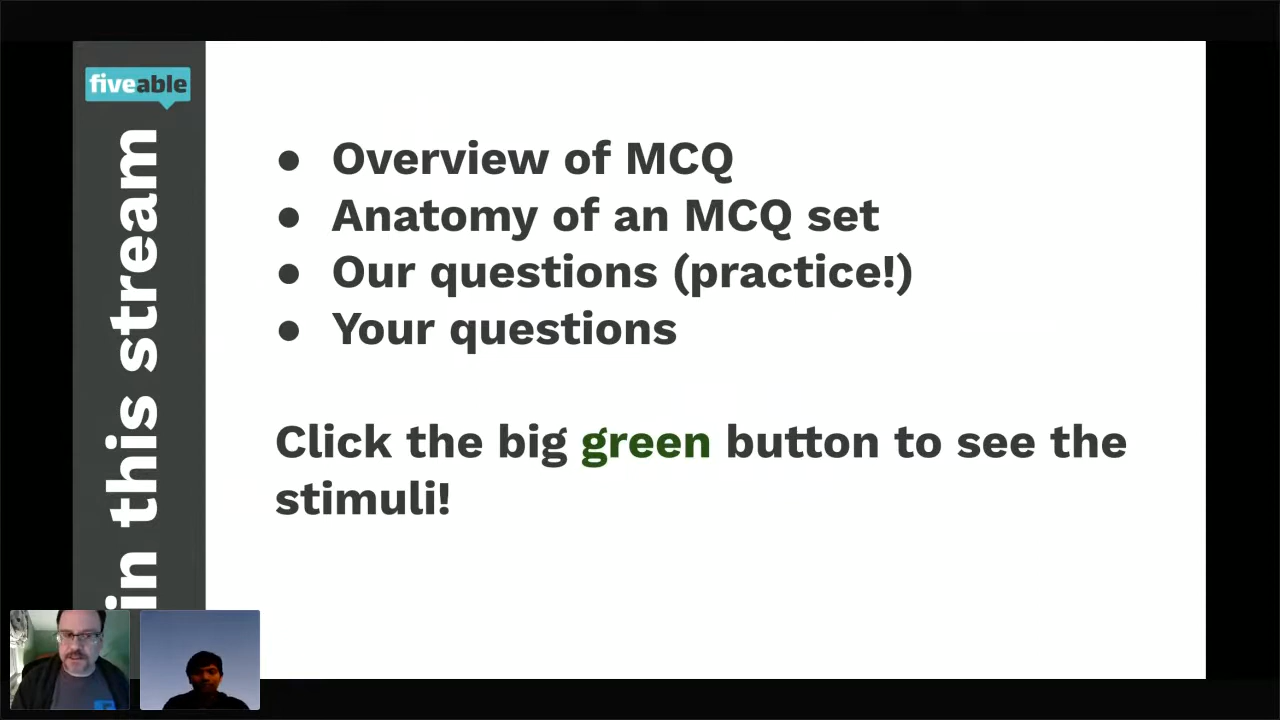 fiveable
in this stream
● Overview of MCQ
● Anatomy of an MCQ set
● Our questions (practice!)
● Your questions
Click the big green button to see the
stimuli!